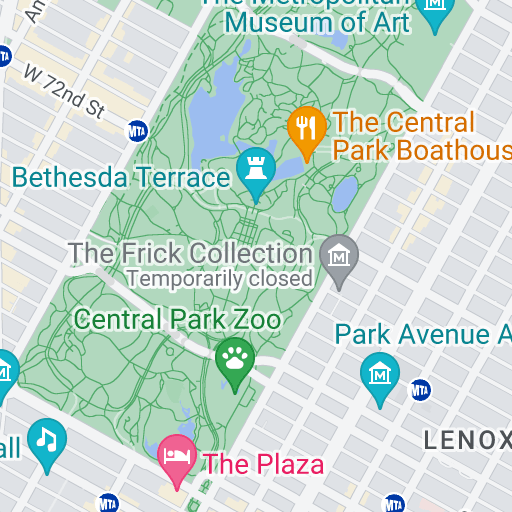 The Metropolitan
Museum of Art
W 72nd St
MTA
The Central
Park Boathous
Bethesda Terrace
The Frick Collection
Temporarily closed
Central Park Zoo
Park Avenue A
MTA
LENOX
all
The Plaza
MTA
MTA